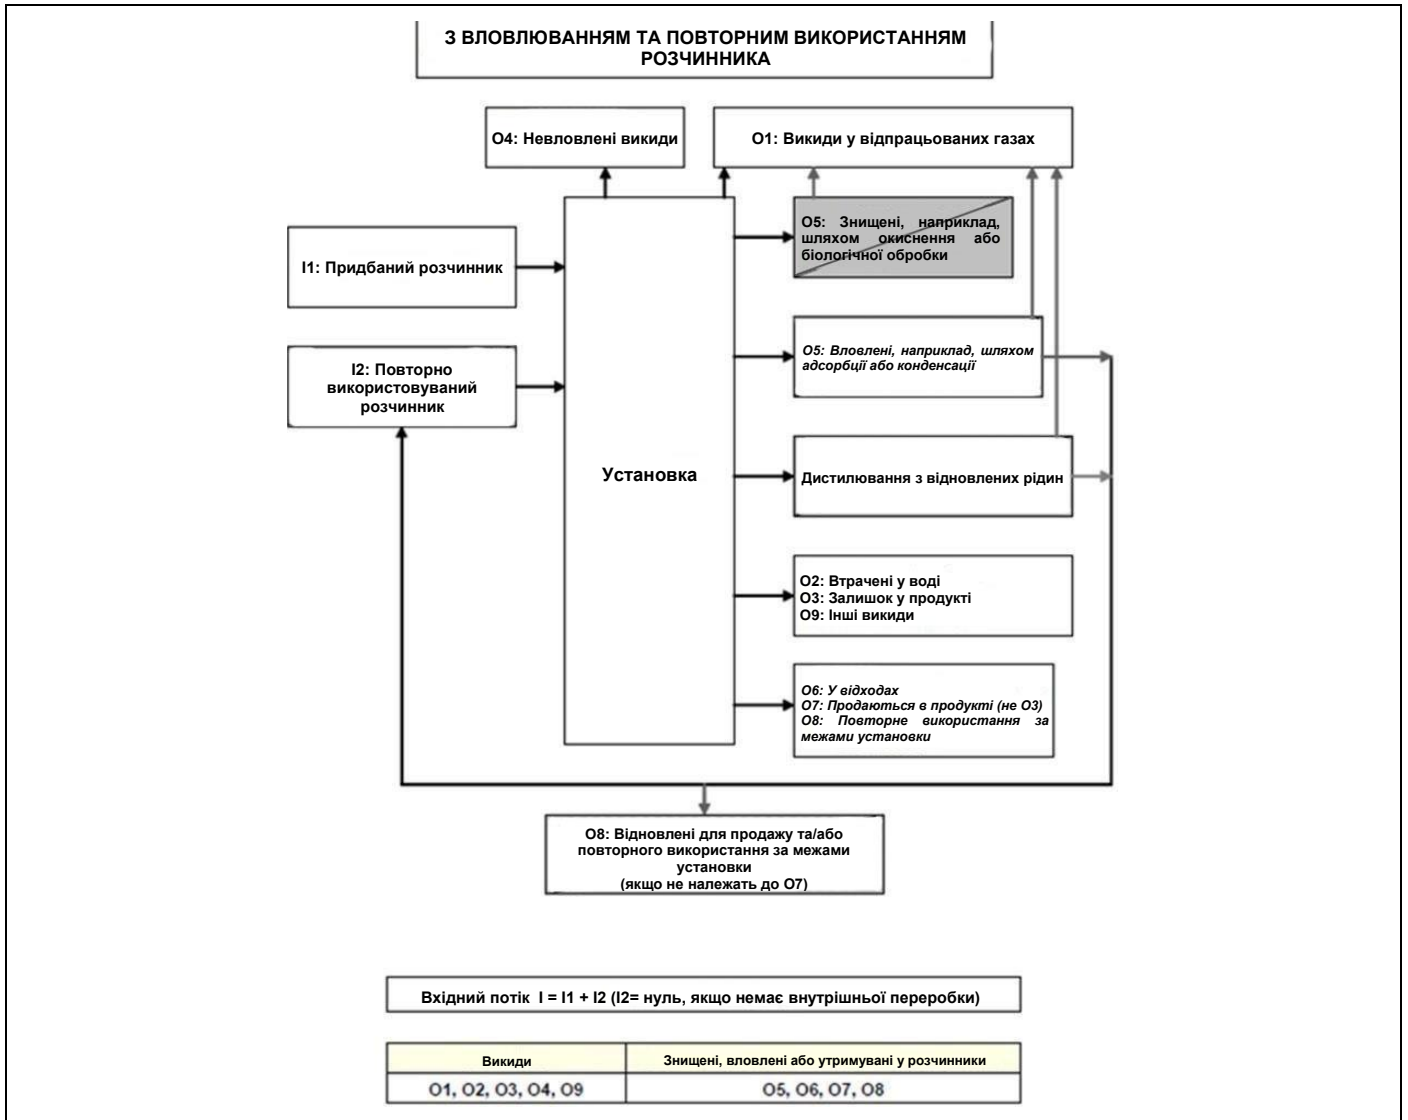 З ВЛОВЛЮВАННЯМ ТА ПОВТОРНИМ ВИКОРИСТАННЯМ
РОЗЧИННИКА
О4: Невловлені викиди
О1: Викиди у відпрацьованих газах
О5: Знищені, наприклад,
шляхом окиснення або
біологічної обробки
І1: Придбаний розчинник
О5: Вловлені, наприклад, шляхом
адсорбції або конденсації
І2: Повторно
використовуваний
розчинник
Установка
Дистилювання з відновлених рідин
О2: Втрачені у воді
О3: Залишок у продукті
О9: Інші викиди
О6: У відходах
О7: Продаються в продукті (не О3)
О8: Повторне використання за
межами установки
О8: Відновлені для продажу та/або
повторного використання за межами
установки
(якщо не належать до О7)
Вхідний потік І = І1 + І2 (І2= нуль, якщо немає внутрішньої переробки)
Викиди
Знищені, вловлені або утримувані у розчинники
О1, О2, О3, О4, О9
О5, О6, О7, О8